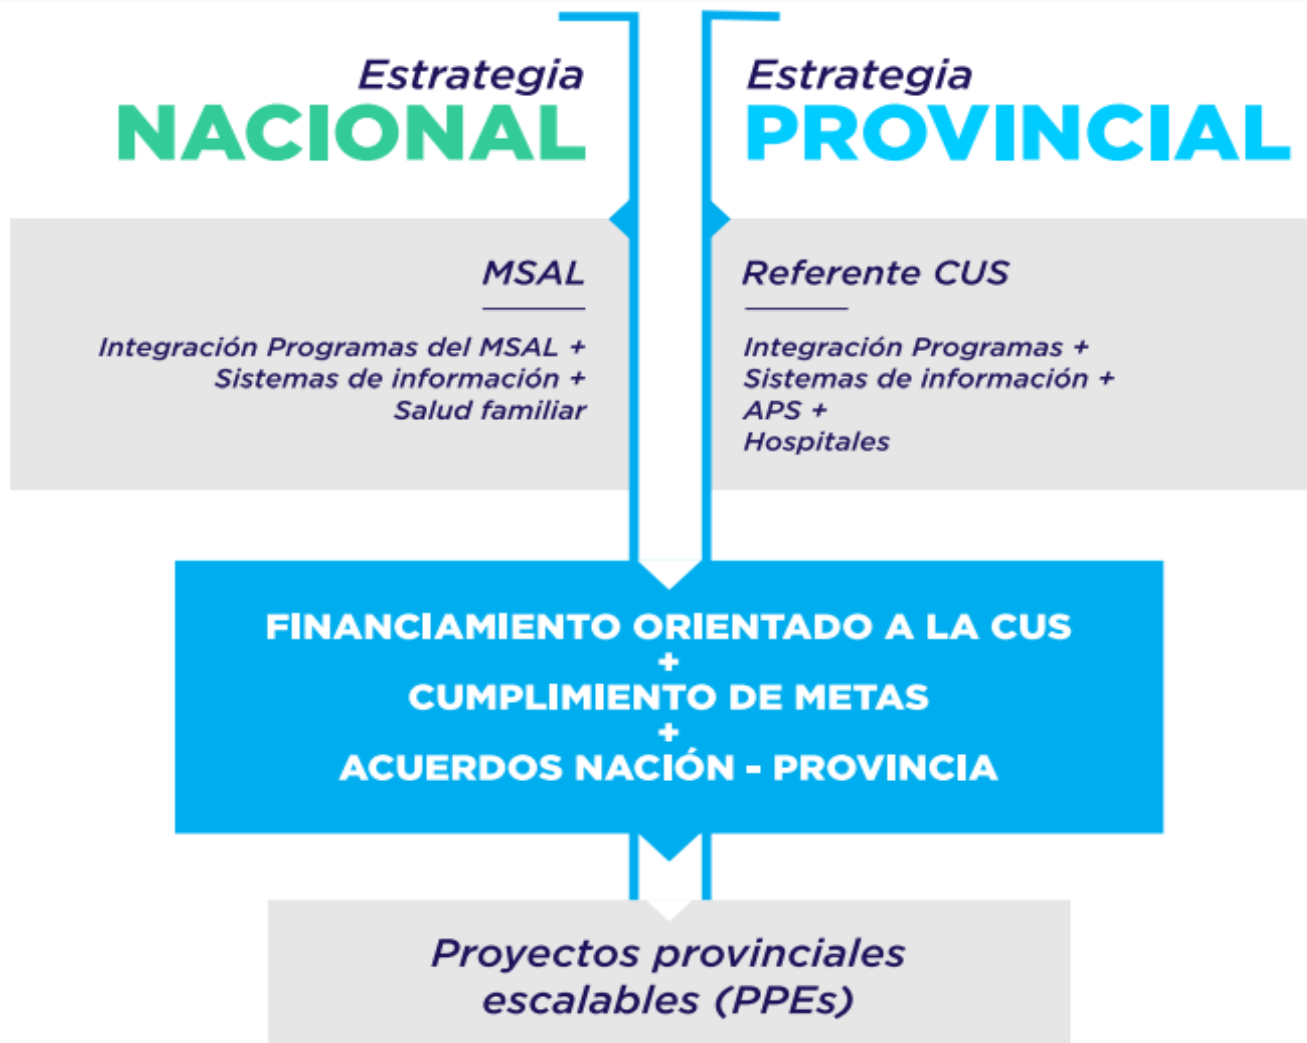 Estrategia
NACIONAL
MSAL
Integración Programas del MSAL +
Sistemas de información +
Salud familiar
Estrategia
PROVINCIAL
Referente CUS
Integración Programas +
Sistemas de información +
APS +
Hospitales
FINANCIAMIENTO ORIENTADO A LA CUS
+
CUMPLIMIENTO DE METAS
+
ACUERDOS NACIÓN - PROVINCIA
Proyectos provinciales
escalables (PPEs)